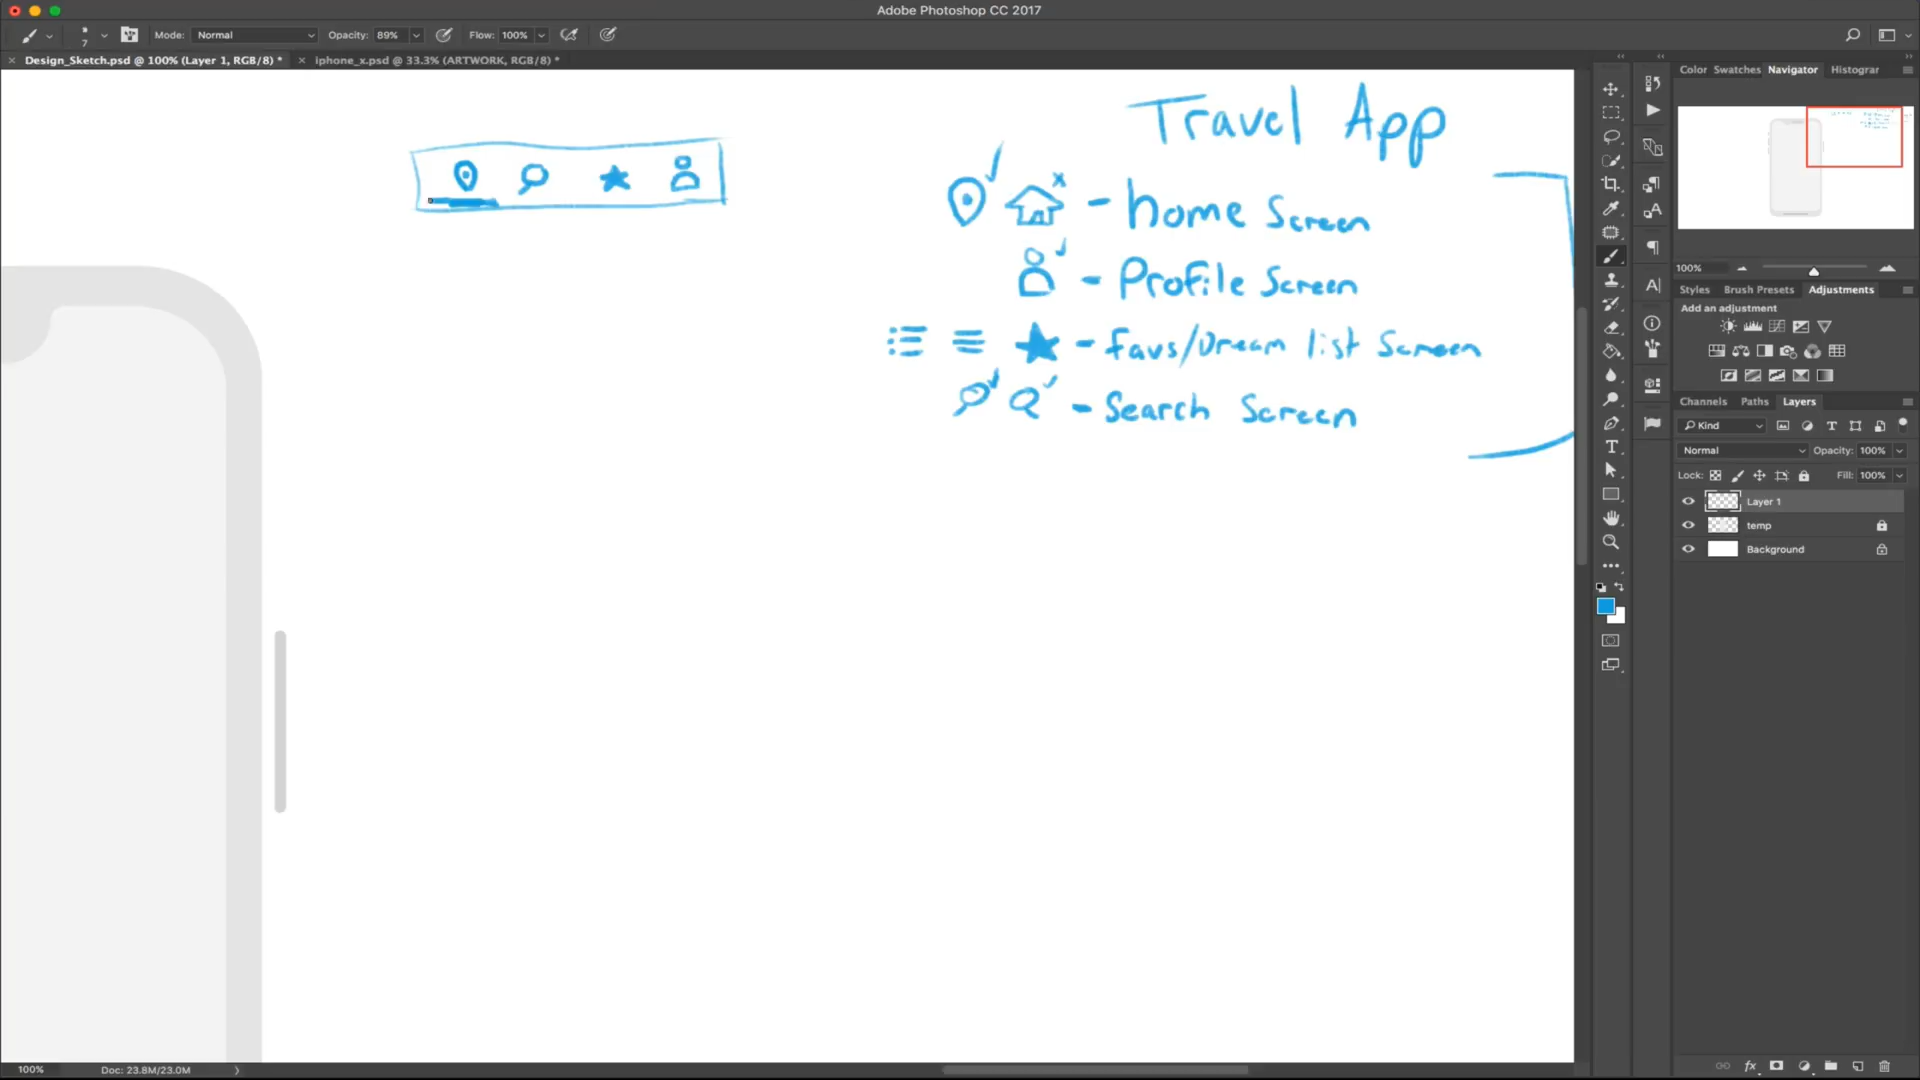 Adobe Photoshop CC 2017
7 Mode: Normal Opacity: 89% Flow: 100%
Design_Sketch.psd @ 100% (Layer 1, RGB/8) * iphone_x.psd @ 33.3% (ARTWORK, RGB/8) *
Color Swatches Navigator Histograr
Travel App
- home Screen
- Profile Screen
- favs/Dream list Screen
- Search Screen
100%
Styles Brush Presets Adjustments
Add an adjustment
Channels Paths Layers
Kind
Normal Opacity: 100%
Lock: Fill: 100%
Layer 1
temp
Background
100% Doc: 23.8M/23.0M